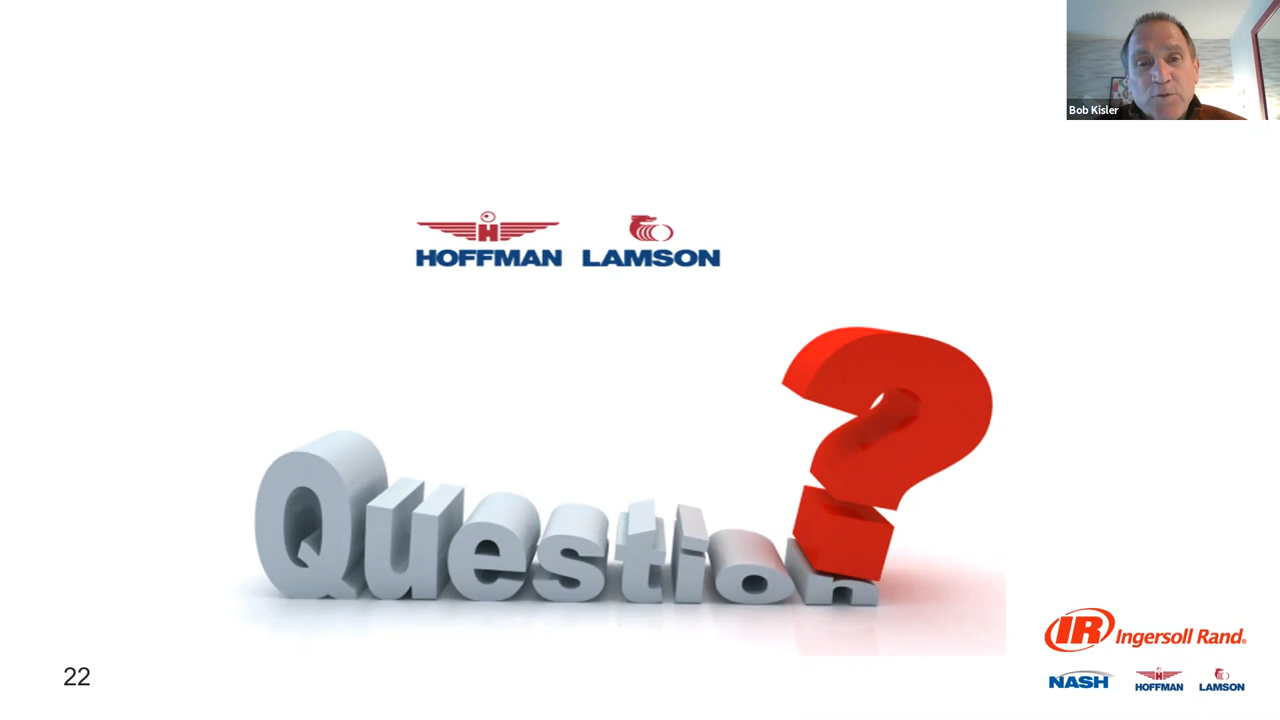 Bob Kisler
HOFFMAN LAMSON
Question?
IR Ingersoll Rand®
NASH HOFFMAN LAMSON
22